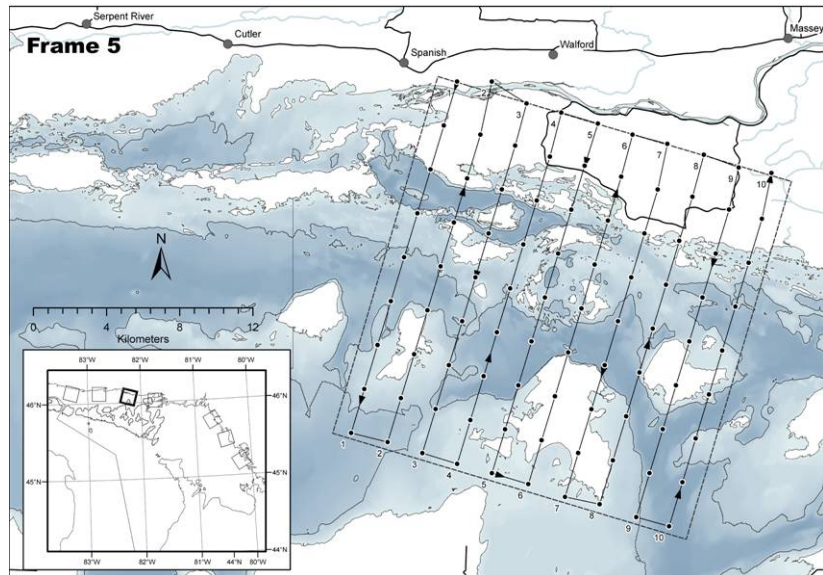 Serpent River
Cutler
Spanish
Walford
Massey
Frame 5
1
2
3
4
5
6
7
8
9
10
N
0 4 8 12
Kilometers
1
2
3
4
5
6
7
8
9
10
83°W 82°W 81°W 80°W
46°N
46°N
45°N
45°N
44°N
83°W 82°W 81°W 44°N 80°W